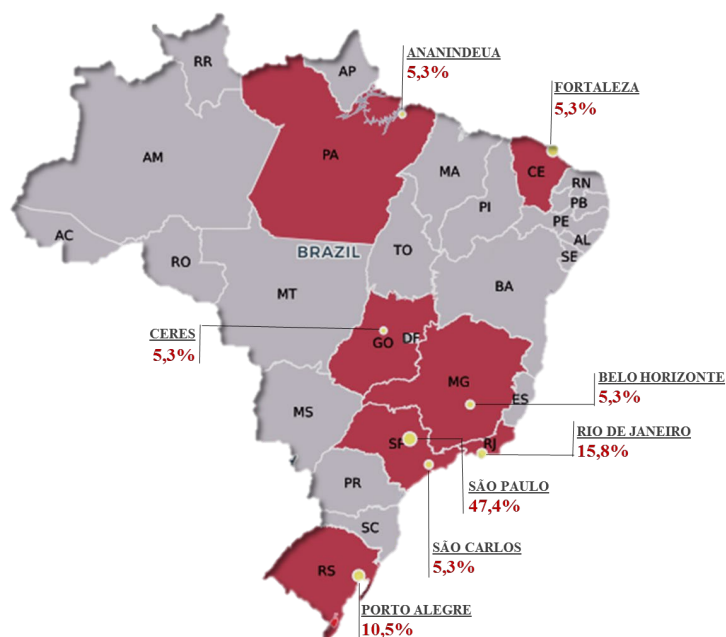 ANANINDEUA
5,3%
RR
AP
FORTALEZA
5,3%
AM
PA
MA
CE
RN
PI
PB
PE
AC
AL
TO
SE
RO
BRAZIL
BA
MT
CERES
5,3%
GO
DF
BELO HORIZONTE
5,3%
MG
ES
MS
RIO DE JANEIRO
15,8%
SP
RJ
SÃO PAULO
47,4%
PR
SC
SÃO CARLOS
5,3%
RS
PORTO ALEGRE
10,5%